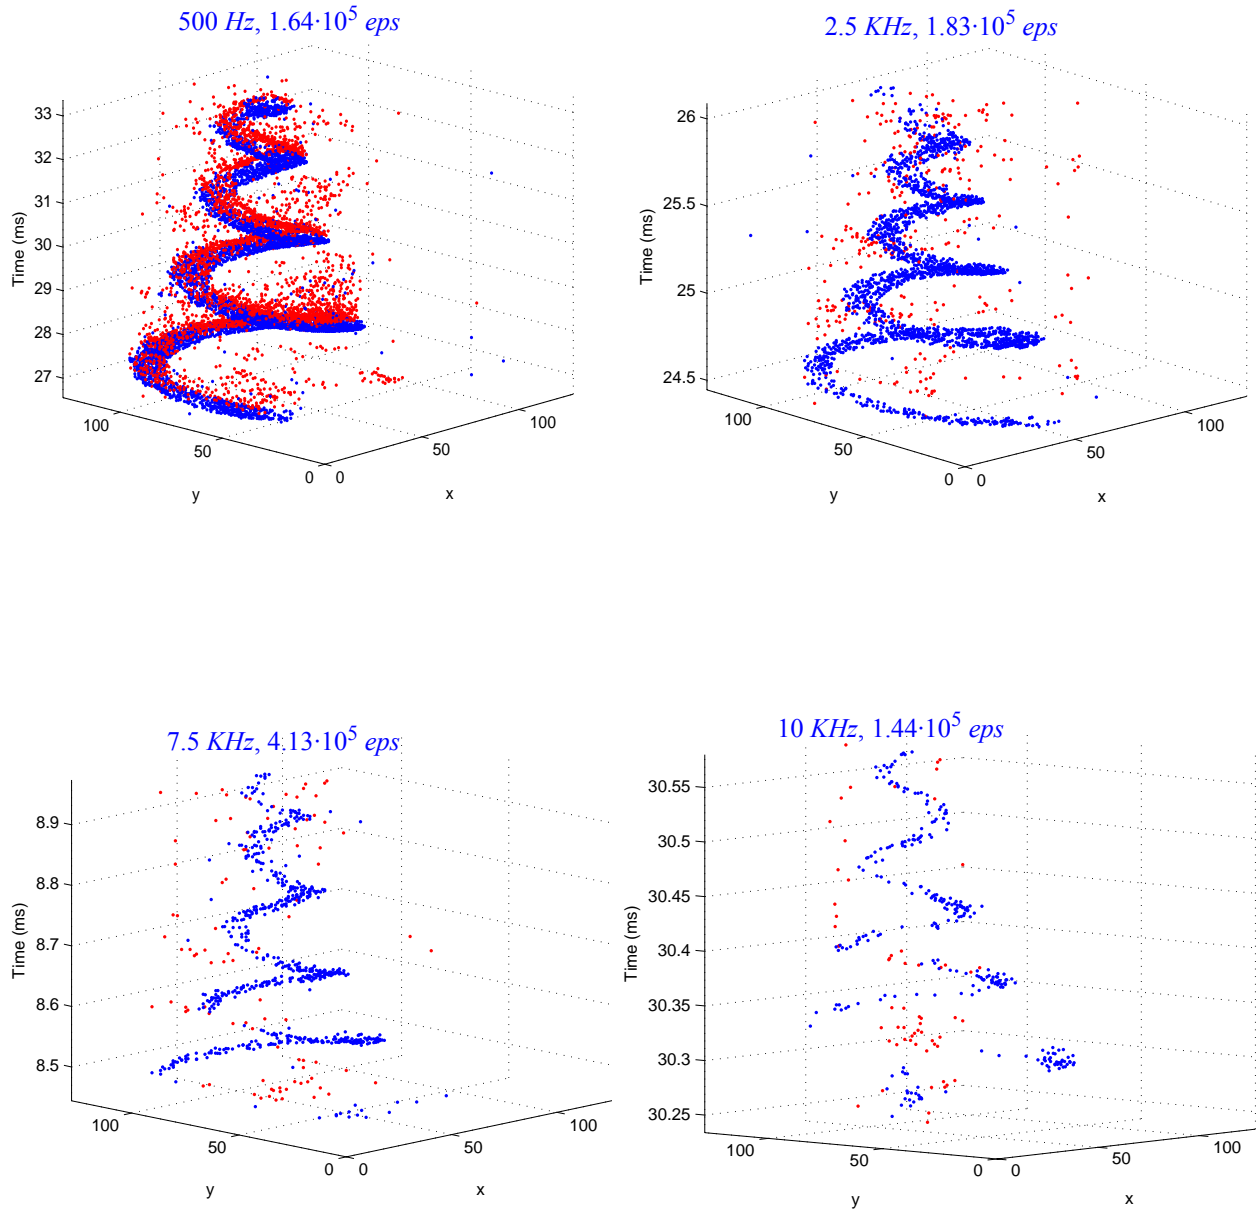 500 Hz, 1.64·10^5 eps
33
32
31
30
29
28
27
Time (ms)
100
50
0
y
0
50
100
x
2.5 KHz, 1.83·10^5 eps
26
25.5
25
24.5
Time (ms)
100
50
0
y
0
50
100
x
7.5 KHz, 4.13·10^5 eps
8.9
8.8
8.7
8.6
8.5
Time (ms)
100
50
0
y
0
50
100
x
10 KHz, 1.44·10^5 eps
30.55
30.5
30.45
30.4
30.35
30.3
30.25
Time (ms)
100
50
0
y
0
50
100
x